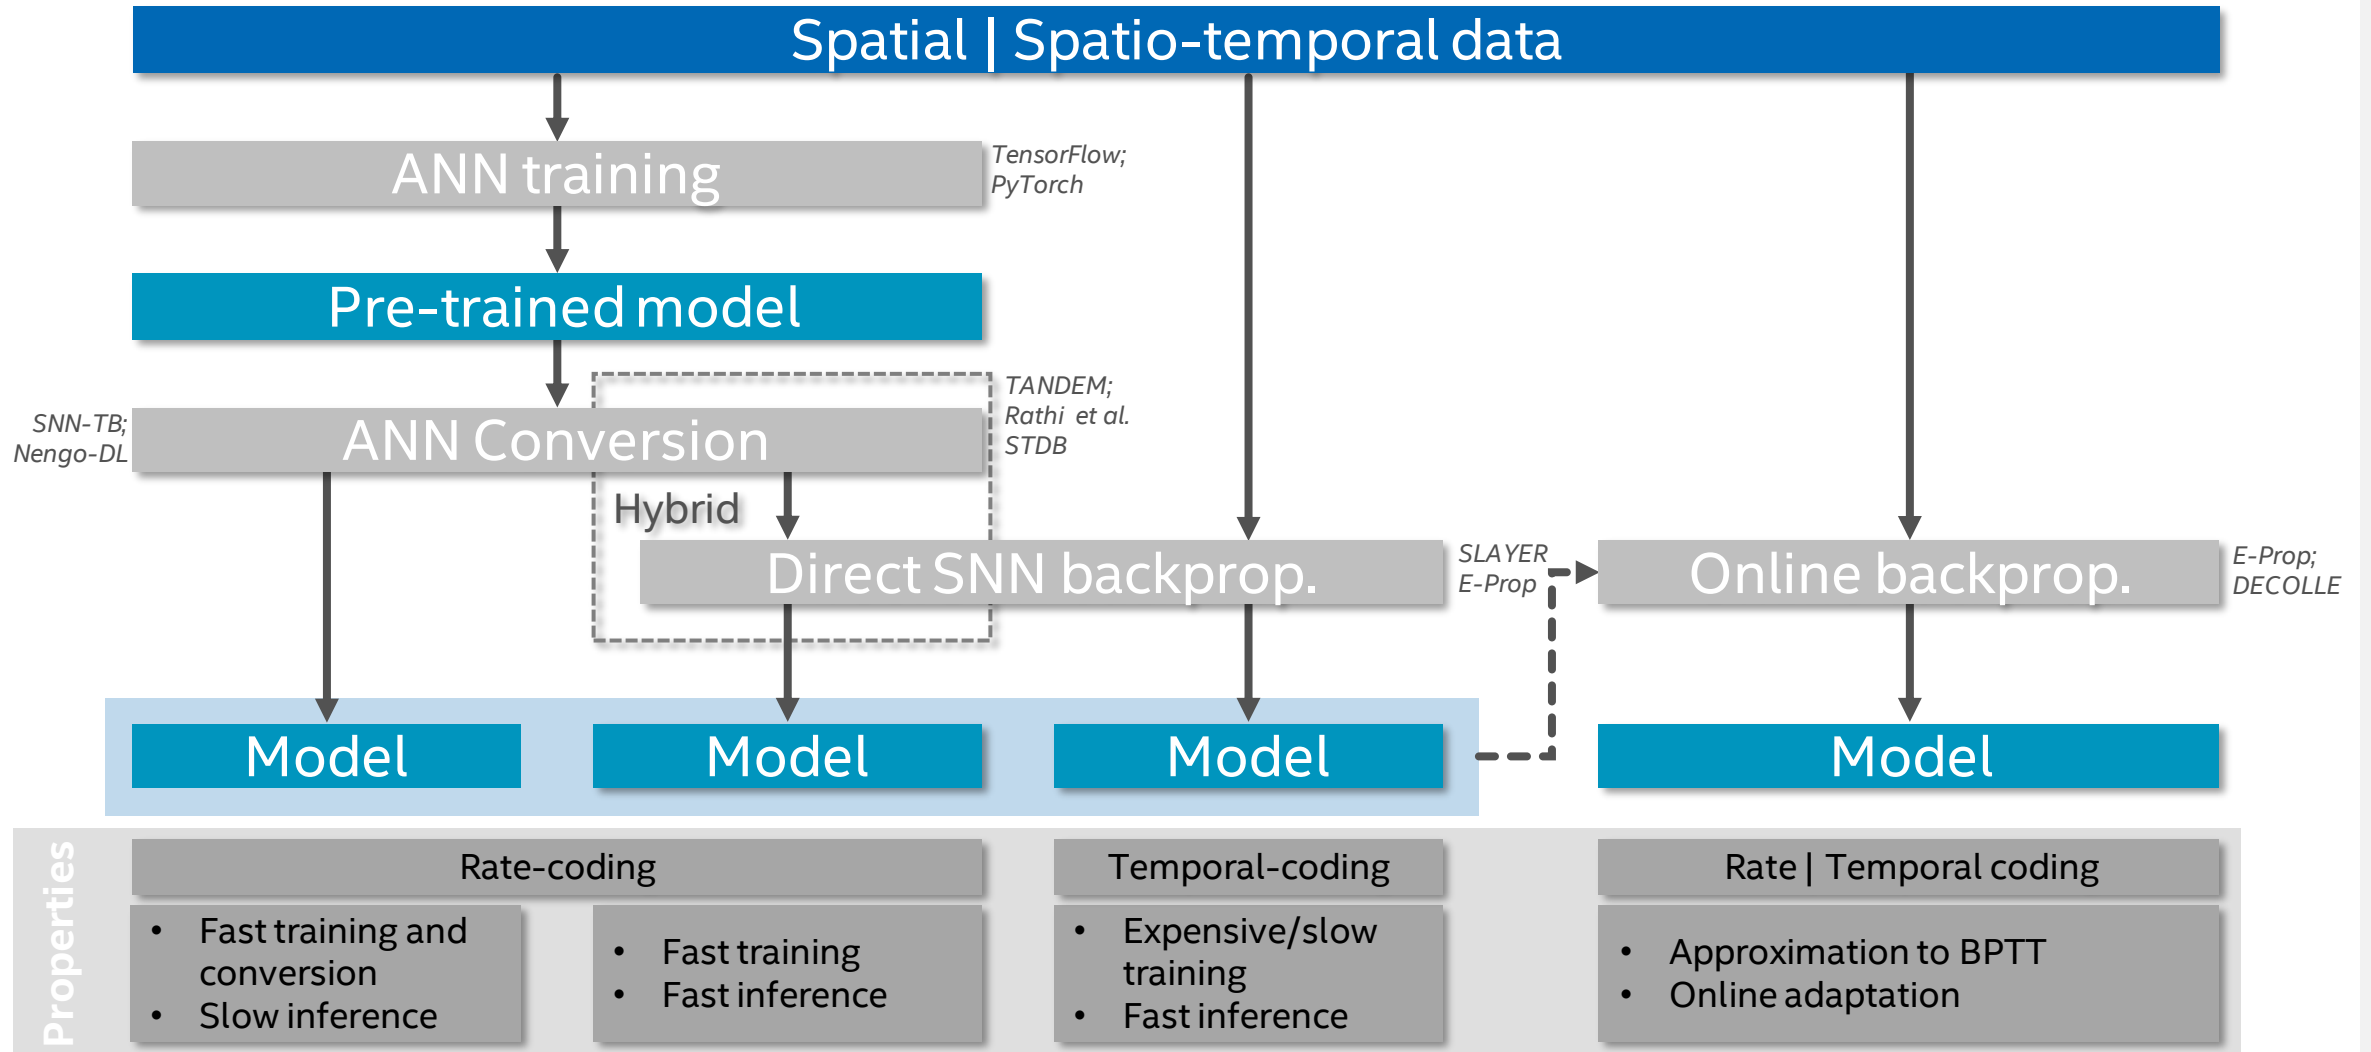 Spatial | Spatio-temporal data
ANN training
TensorFlow;
PyTorch
Pre-trained model
SNN-TB;
Nengo-DL
ANN Conversion
TANDEM;
Rathi et al.
STDB
Hybrid
Direct SNN backprop.
SLAYER
E-Prop
Online backprop.
E-Prop;
DECOLLE
Model
Model
Model
Model
Properties
Rate-coding
Temporal-coding
Rate | Temporal coding
• Fast training and
conversion
• Slow inference
• Fast training
• Fast inference
• Expensive/slow
training
• Fast inference
• Approximation to BPTT
• Online adaptation